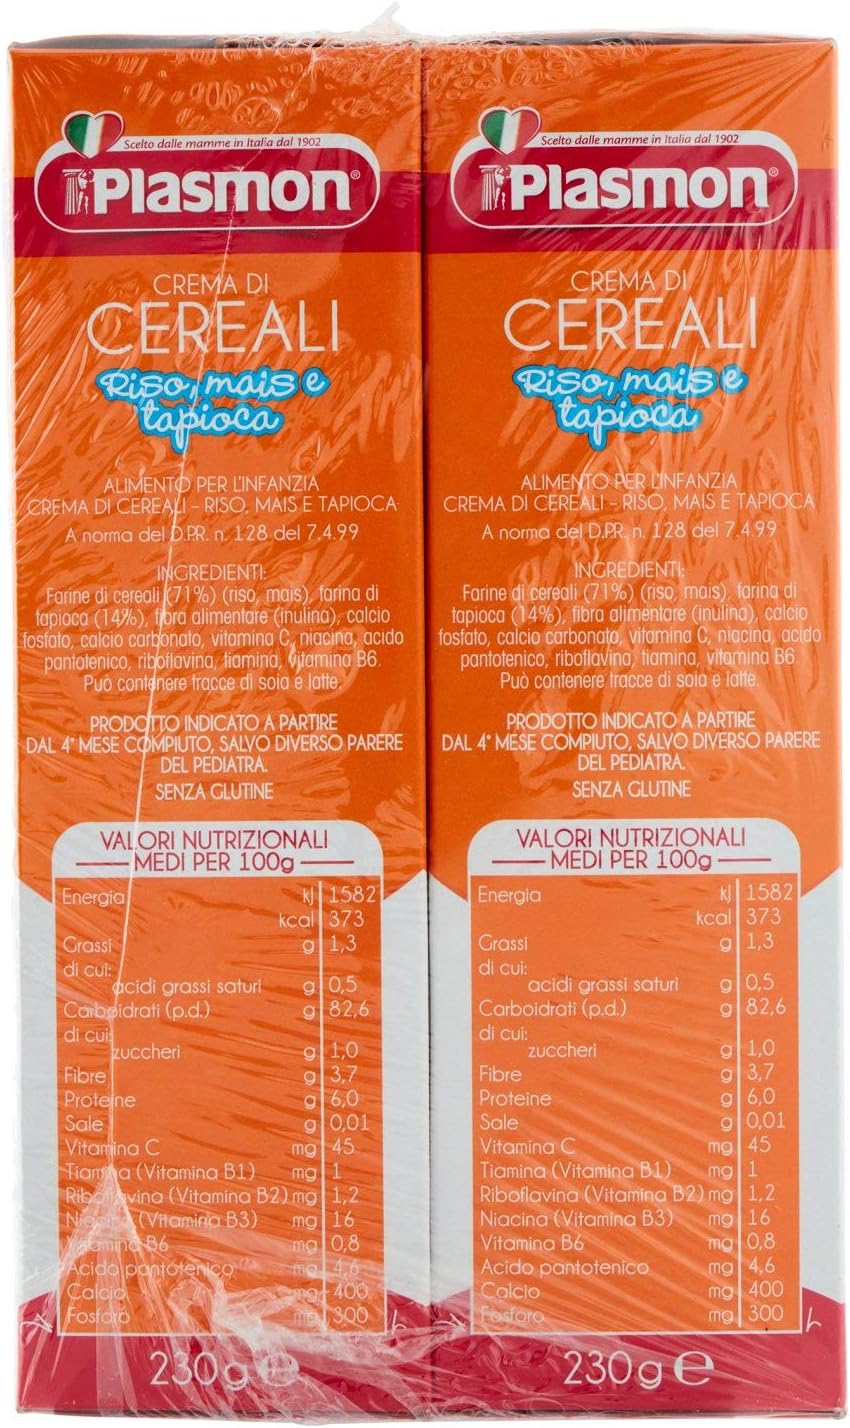 Scelto dalle mamme in Italia dal 1902
Plasmon®
CREMA DI
CEREALI
Riso, mais e
tapioca
ALIMENTO PER L'INFANZIA
CREMA DI CEREALI - RISO, MAIS E TAPIOCA
A norma del D.P.R. n. 128 del 7.4.99
INGREDIENTI:
Farine di cereali (71%) (riso, mais), farina di
tapioca (14%), fibra alimentare (inulina), calcio
fosfato, calcio carbonato, vitamina C, niacina, acido
pantotenico, riboflavina, tiamina, vitamina B6.
Può contenere tracce di soia e latte.
PRODOTTO INDICATO A PARTIRE
DAL 4° MESE COMPIUTO, SALVO DIVERSO PARERE
DEL PEDIATRA.
SENZA GLUTINE
VALORI NUTRIZIONALI
MEDI PER 100g
Energia kj 1582
kcal 373
Grassi g 1,3
di cui:
acidi grassi saturi g 0,5
Carboidrati (p.d.) g 82,6
di cui:
zuccheri g 1,0
Fibre g 3,7
Proteine g 6,0
Sale g 0,01
Vitamina C mg 45
Tiamina (Vitamina B1) mg 1
Riboflavina (Vitamina B2) mg 1,2
Niacina (Vitamina B3) mg 16
Vitamina B6 mg 0,8
Acido pantotenico mg 4,6
Calcio mg 400
Fosforo mg 300
230g e
Scelto dalle mamme in Italia dal 1902
Plasmon®
CREMA DI
CEREALI
Riso, mais e
tapioca
ALIMENTO PER L'INFANZIA
CREMA DI CEREALI - RISO, MAIS E TAPIOCA
A norma del D.P.R. n. 128 del 7.4.99
INGREDIENTI:
Farine di cereali (71%) (riso, mais), farina di
tapioca (14%), fibra alimentare (inulina), calcio
fosfato, calcio carbonato, vitamina C, niacina, acido
pantotenico, riboflavina, tiamina, vitamina B6.
Può contenere tracce di soia e latte.
PRODOTTO INDICATO A PARTIRE
DAL 4° MESE COMPIUTO, SALVO DIVERSO PARERE
DEL PEDIATRA.
SENZA GLUTINE
VALORI NUTRIZIONALI
MEDI PER 100g
Energia kj 1582
kcal 373
Grassi g 1,3
di cui:
acidi grassi saturi g 0,5
Carboidrati (p.d.) g 82,6
di cui:
zuccheri g 1,0
Fibre g 3,7
Proteine g 6,0
Sale g 0,01
Vitamina C mg 45
Tiamina (Vitamina B1) mg 1
Riboflavina (Vitamina B2) mg 1,2
Niacina (Vitamina B3) mg 16
Vitamina B6 mg 0,8
Acido pantotenico mg 4,6
Calcio mg 400
Fosforo mg 300
230g e